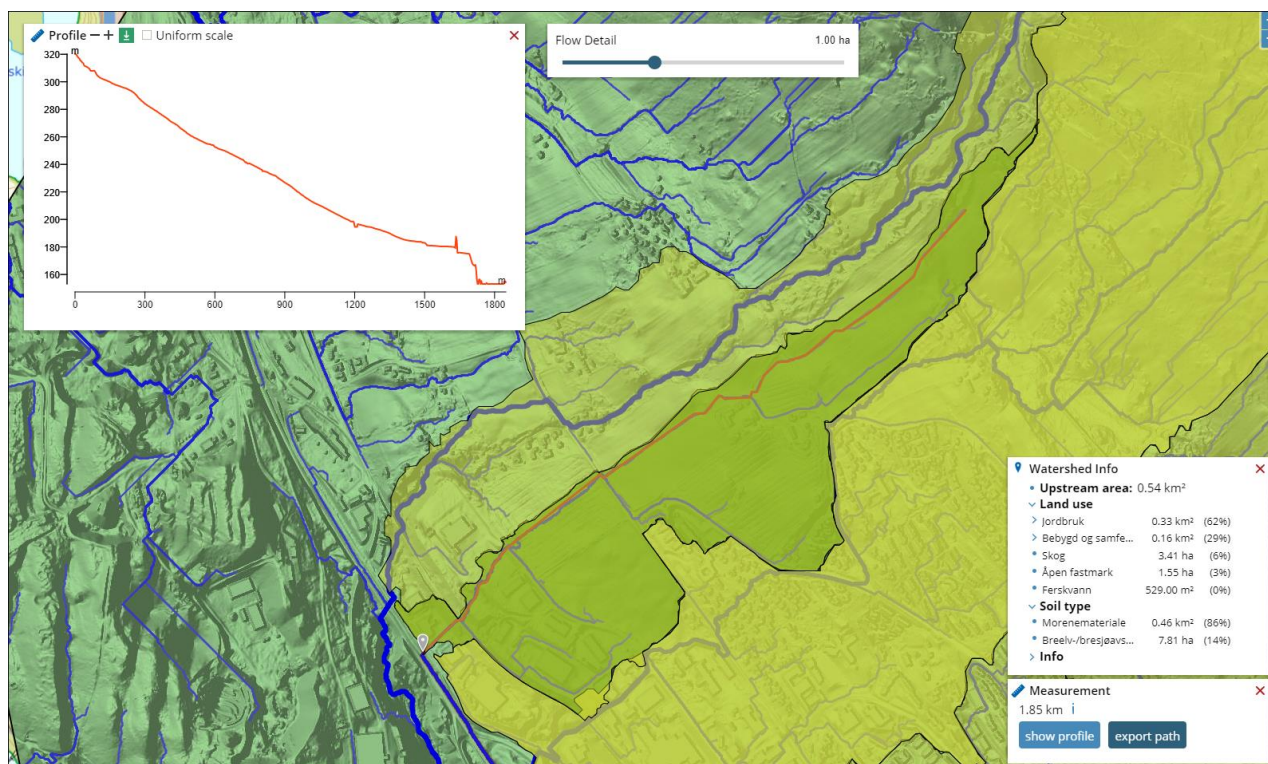 Profile
Uniform scale
m
320
300
280
260
240
220
200
180
160
0 300 600 900 1200 1500 1800
m
Flow Detail 1.00 ha
Watershed Info
Upstream area: 0.54 km²
Land use
Jordbruk 0.33 km² (62%)
Bebygd og samfe... 0.16 km² (29%)
Skog 3.41 ha (6%)
Åpen fastmark 1.55 ha (3%)
Ferskvann 529.00 m² (0%)
Soil type
Morenemateriale 0.46 km² (86%)
Breelv-/bresjøavs... 7.81 ha (14%)
Info
Measurement
1.85 km i
show profile export path